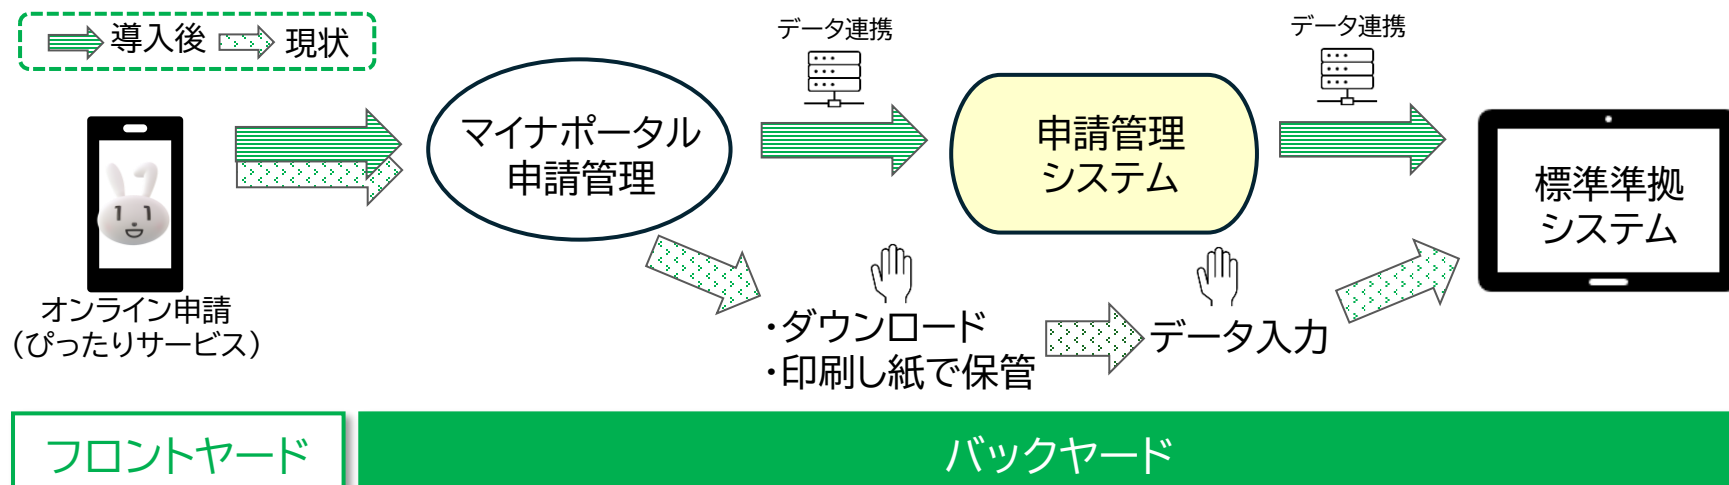 導入後 現状
データ連携
データ連携
マイナポータル
申請管理
申請管理
システム
標準準拠
システム
オンライン申請
（ぴったりサービス）
・ダウンロード
・印刷し紙で保管
データ入力
フロントヤード
バックヤード